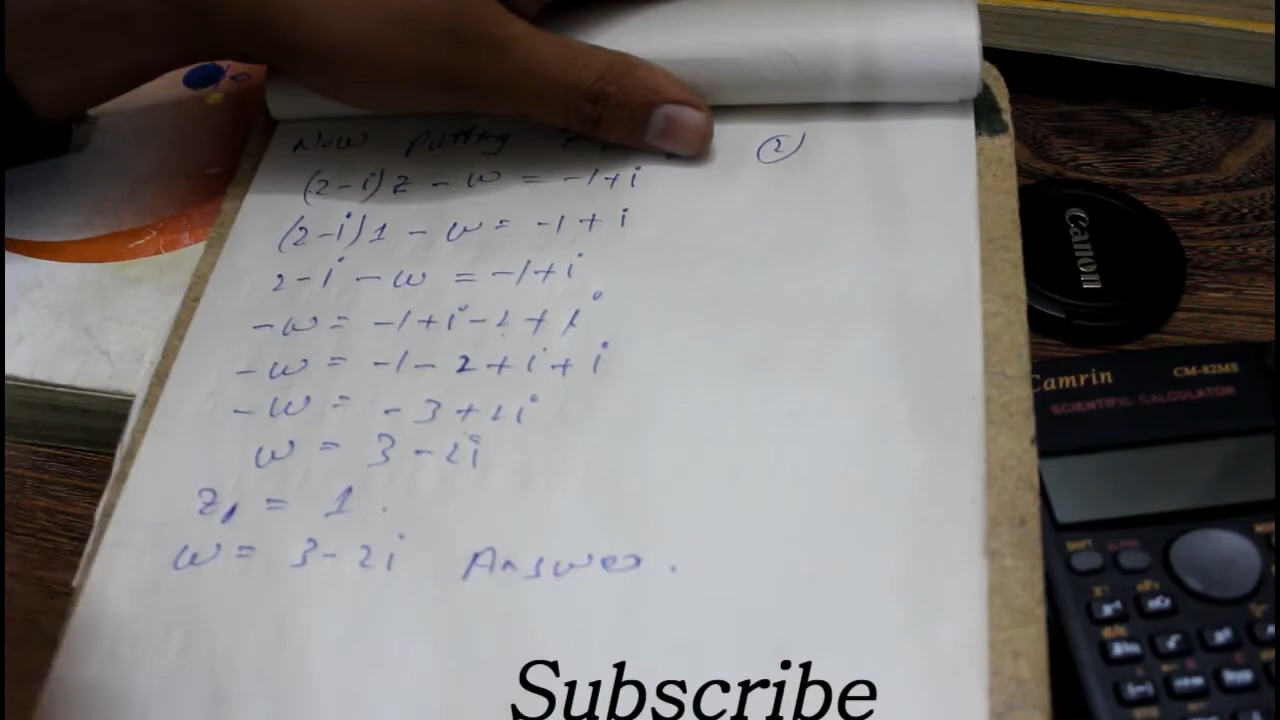 Now Putting
②
(2-i)z - w = -1+i
(2-i)1 - w = -1+i
2-i - w = -1+i
-w = -1+i-2+i
-w = -1-2+i+i
-w = -3+2i
w = 3-2i
z, = 1.
w = 3-2i Answer.
Subscribe
Canon
Camrin CM-82MS
SCIENTIFIC CALCULATOR
SHIFT